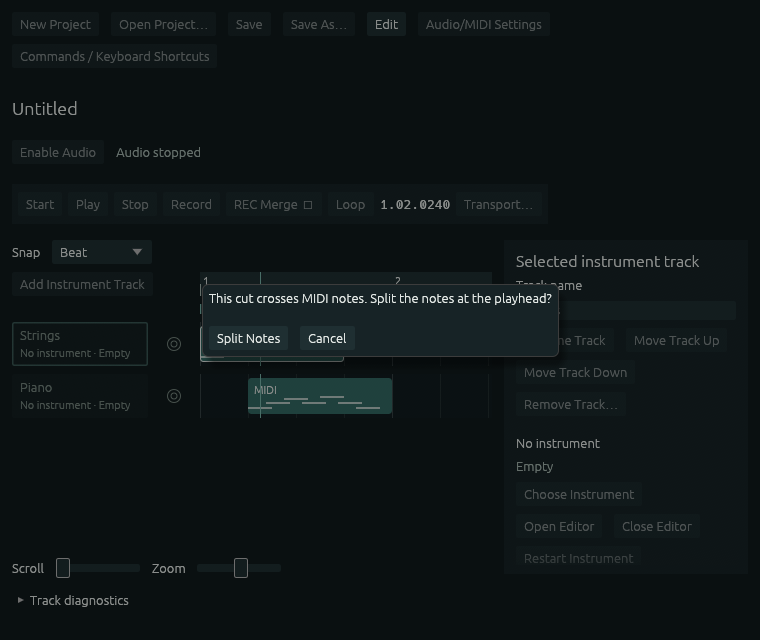 New Project Open Project... Save Save As... Edit Audio/MIDI Settings
Commands / Keyboard Shortcuts
Untitled
Enable Audio Audio stopped
Start Play Stop Record REC Merge Loop 1.02.0240 Transport...
Snap Beat
Add Instrument Track
1 2
Strings
No instrument · Empty
Piano
No instrument · Empty
MIDI
This cut crosses MIDI notes. Split the notes at the playhead?
Split Notes Cancel
Selected instrument track
Track name
Track Move Track Up
Move Track Down
Remove Track...
No instrument
Empty
Choose Instrument
Open Editor Close Editor
Restart Instrument
Scroll Zoom
Track diagnostics